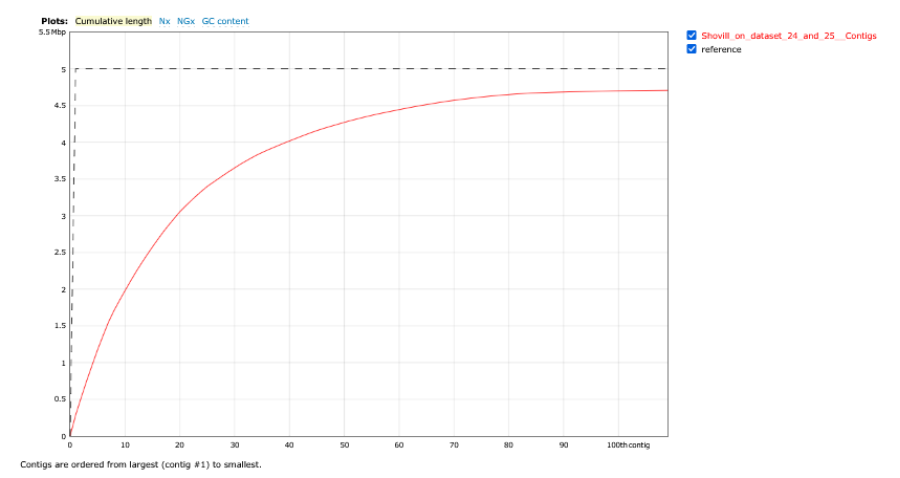 Plots: Cumulative length Nx NGx GC content
5.5 Mbp
5
4.5
4
3.5
3
2.5
2
1.5
1
0.5
0
0 10 20 30 40 50 60 70 80 90 100th contig
Contigs are ordered from largest (contig #1) to smallest.
Shovill_on_dataset_24_and_25__Contigs
reference